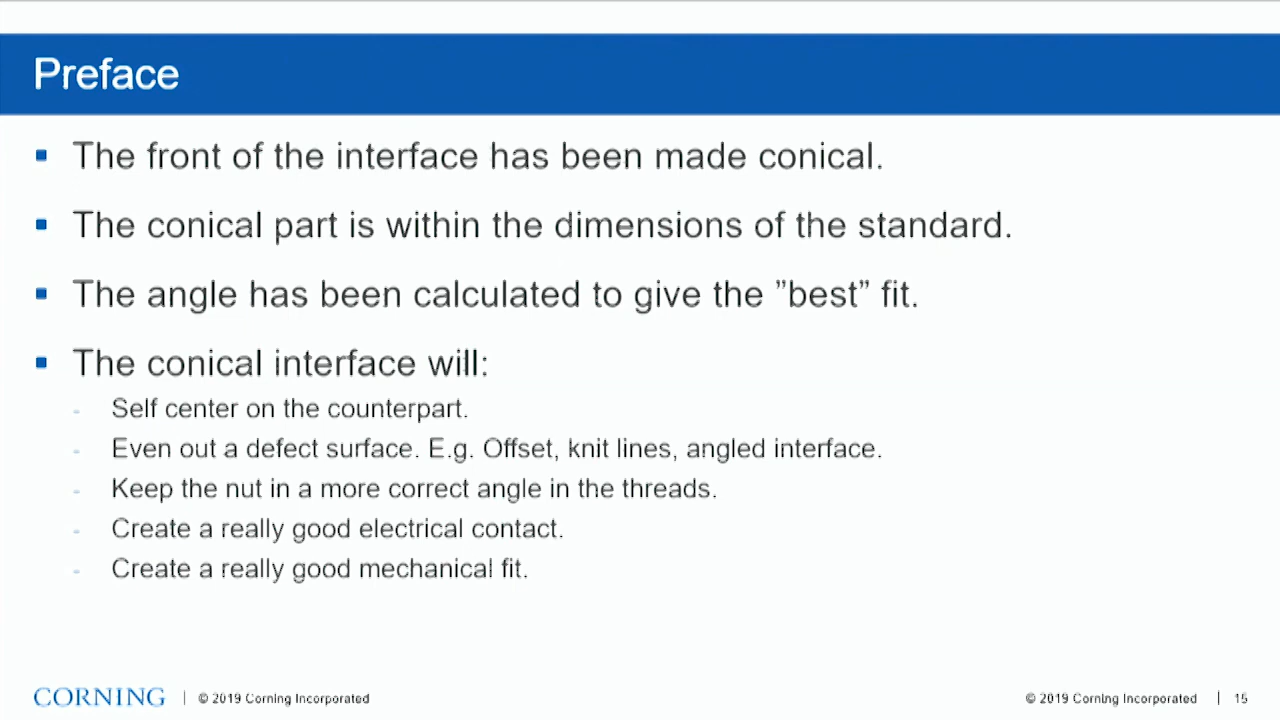 Preface
▪ The front of the interface has been made conical.
▪ The conical part is within the dimensions of the standard.
▪ The angle has been calculated to give the ”best” fit.
▪ The conical interface will:
- Self center on the counterpart.
- Even out a defect surface. E.g. Offset, knit lines, angled interface.
- Keep the nut in a more correct angle in the threads.
- Create a really good electrical contact.
- Create a really good mechanical fit.
CORNING | © 2019 Corning Incorporated © 2019 Corning Incorporated | 15